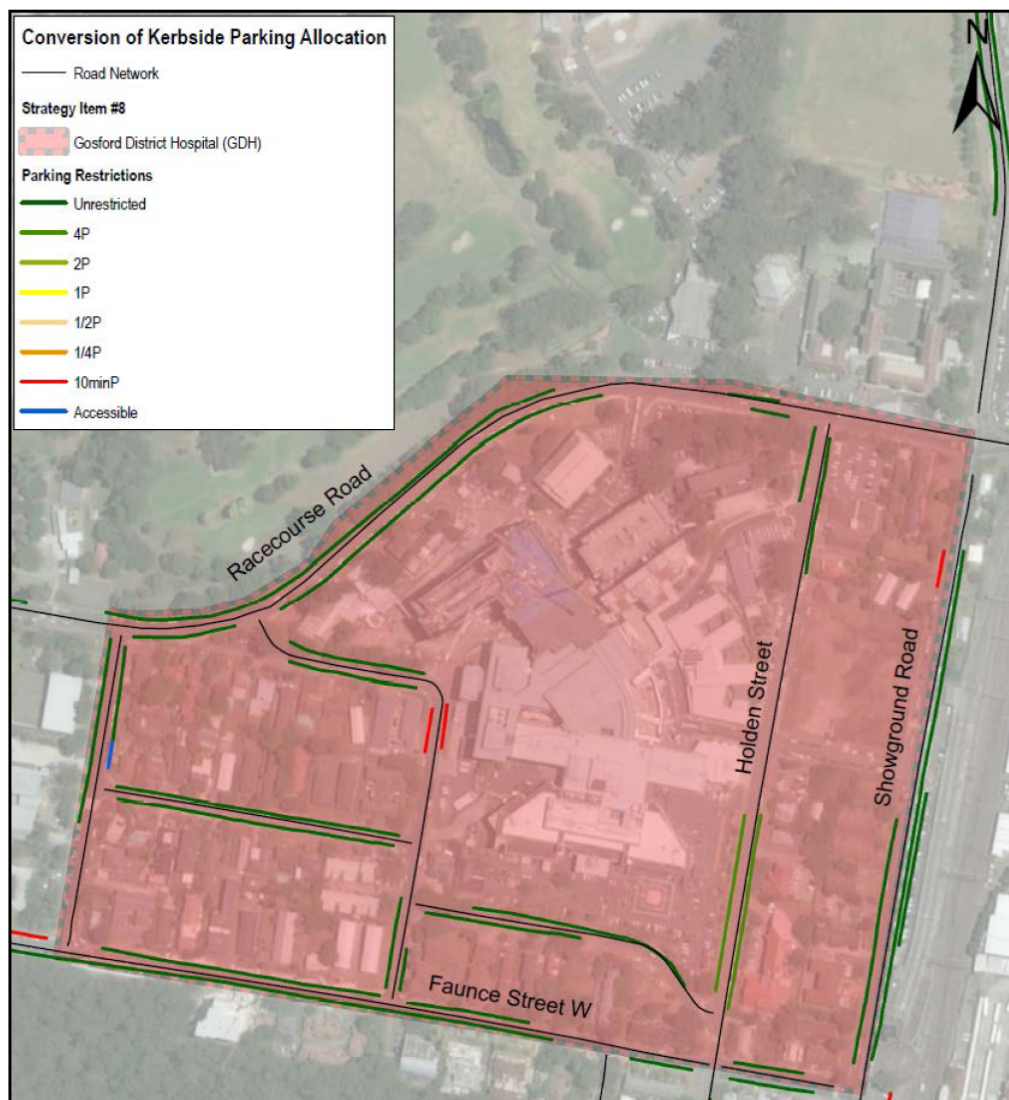 Conversion of Kerbside Parking Allocation
Road Network
Strategy Item #8
Gosford District Hospital (GDH)
Parking Restrictions
Unrestricted
4P
2P
1P
1/2P
1/4P
10minP
Accessible
N
Racecourse Road
Holden Street
Showground Road
Faunce Street W